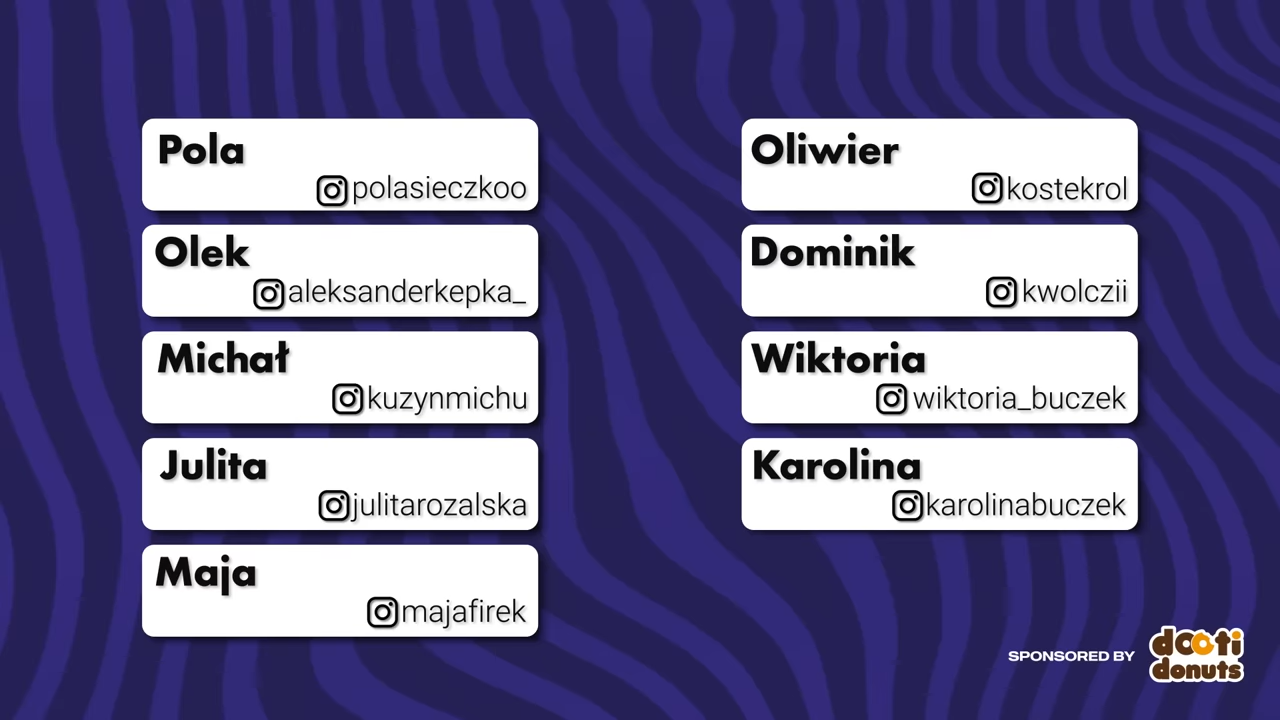 Pola
polasieczkoo
Olek
aleksanderkepka_
Michał
kuzynmichu
Julita
julitarozalska
Maja
majafirek
Oliwier
kostekrol
Dominik
kwolczii
Wiktoria
wiktoria_buczek
Karolina
karolinabuczek
SPONSORED BY
dooti
donuts